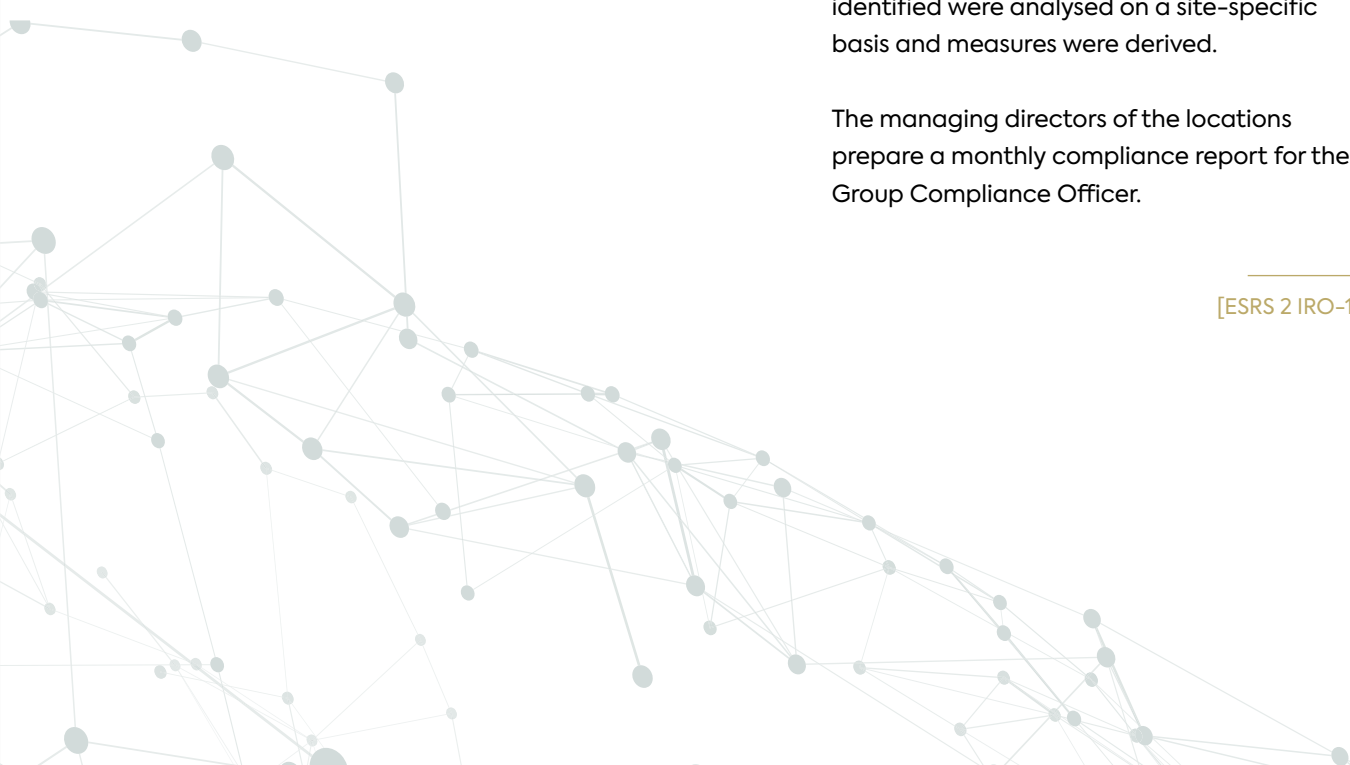 identified were analysed on a site-specific
basis and measures were derived.
The managing directors of the locations
prepare a monthly compliance report for the
Group Compliance Officer.
[ESRS 2 IRO-1